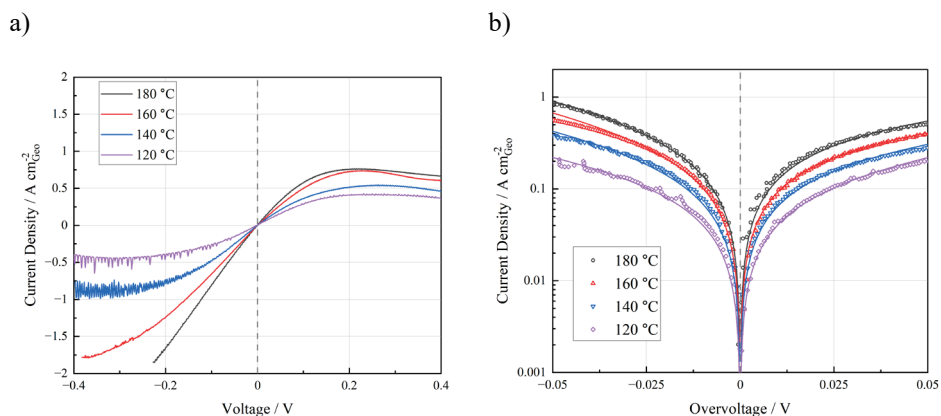 a)
b)
2
1.5
1
0.5
0
−0.5
−1
−1.5
−2
−0.4
−0.2
0
0.2
0.4
Current Density / A cm⁻²Geo
Voltage / V
180 °C
160 °C
140 °C
120 °C
1
0.1
0.01
0.001
−0.05
−0.025
0
0.025
0.05
Current Density / A cm⁻²Geo
Overvoltage / V
180 °C
160 °C
140 °C
120 °C